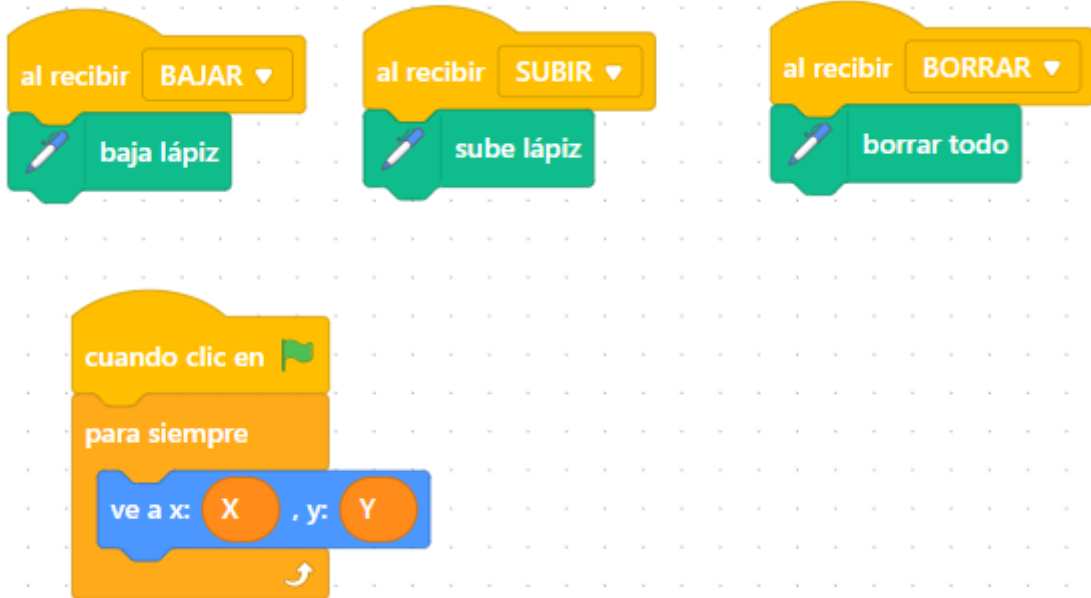 al recibir BAJAR
baja lápiz
al recibir SUBIR
sube lápiz
al recibir BORRAR
borrar todo
cuando clic en
para siempre
ve a x: X , y: Y